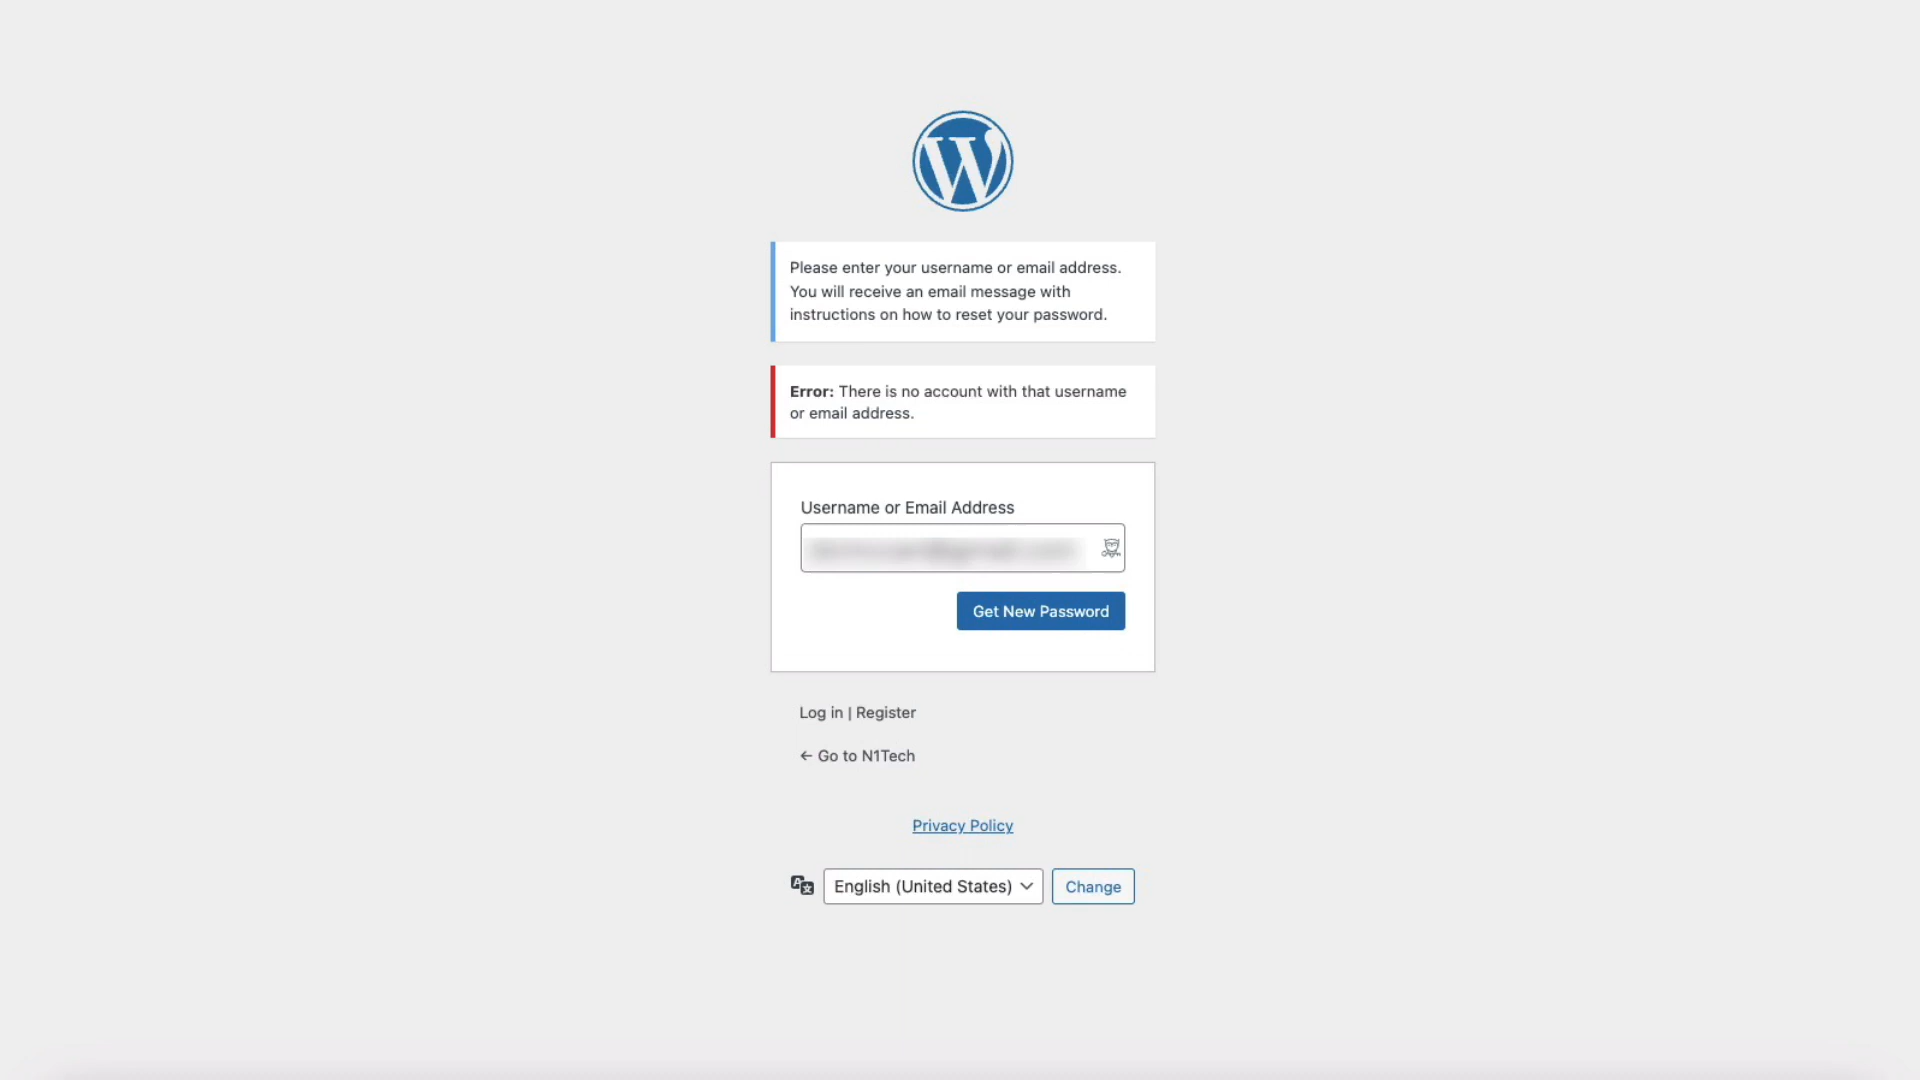 Please enter your username or email address.
You will receive an email message with
instructions on how to reset your password.
Error: There is no account with that username
or email address.
Username or Email Address
Get New Password
Log in | Register
← Go to N1Tech
Privacy Policy
English (United States)
Change